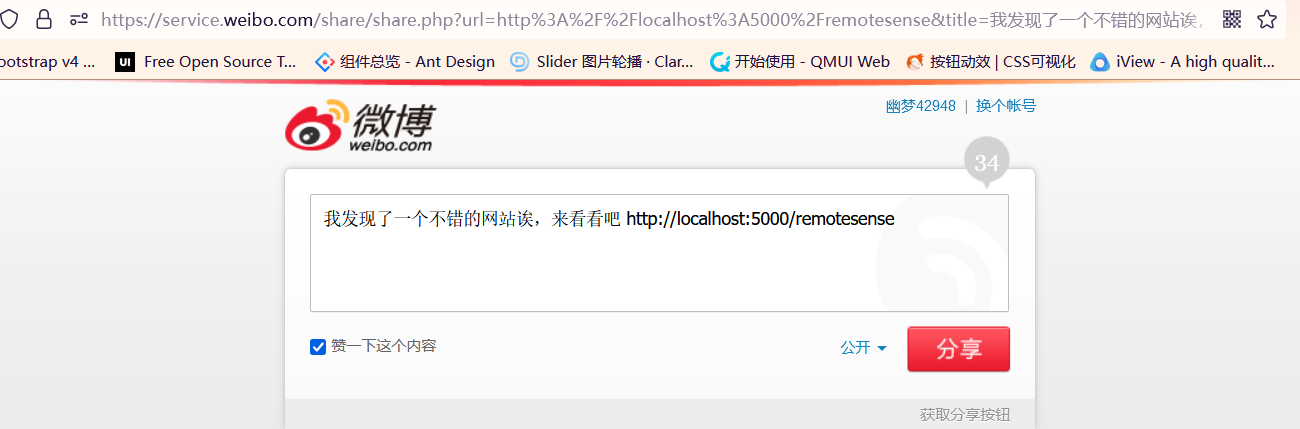 https://service.weibo.com/share/share.php?url=http%3A%2F%2Flocalhost%3A5000%2Fremotesense&title=我发现了一个不错的网站诶,
ootstrap v4 ... UI Free Open Source T... 组件总览 - Ant Design Slider 图片轮播 · Clar... 开始使用 - QMUI Web 按钮动效 | CSS可视化 iView - A high qualit...
微博
weibo.com
幽梦42948 | 换个帐号
34
我发现了一个不错的网站诶，来看看吧 http://localhost:5000/remotesense
赞一下这个内容
公开
分享
获取分享按钮